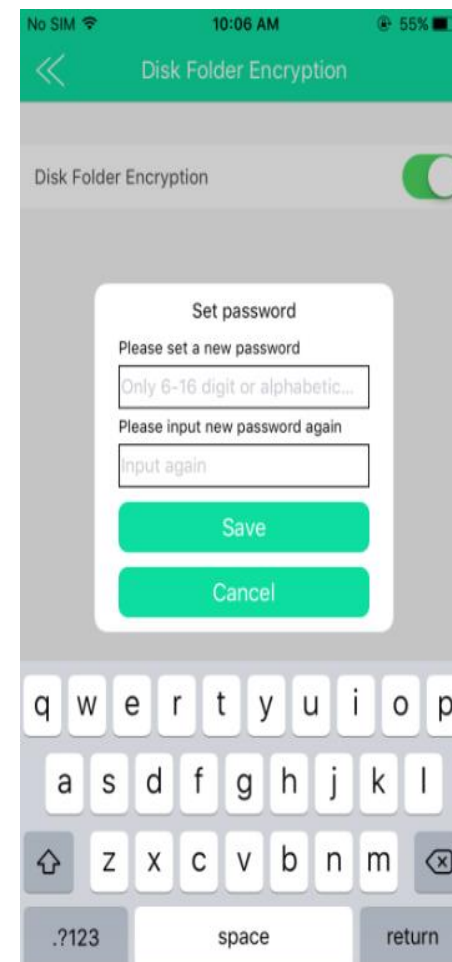 No SIM 10:06 AM 55%
Disk Folder Encryption
Disk Folder Encryption
Set password
Please set a new password
Only 6-16 digit or alphabetic...
Please input new password again
Input again
Save
Cancel
q w e r t y u i o p
a s d f g h j k l
z x c v b n m
.?123 space return